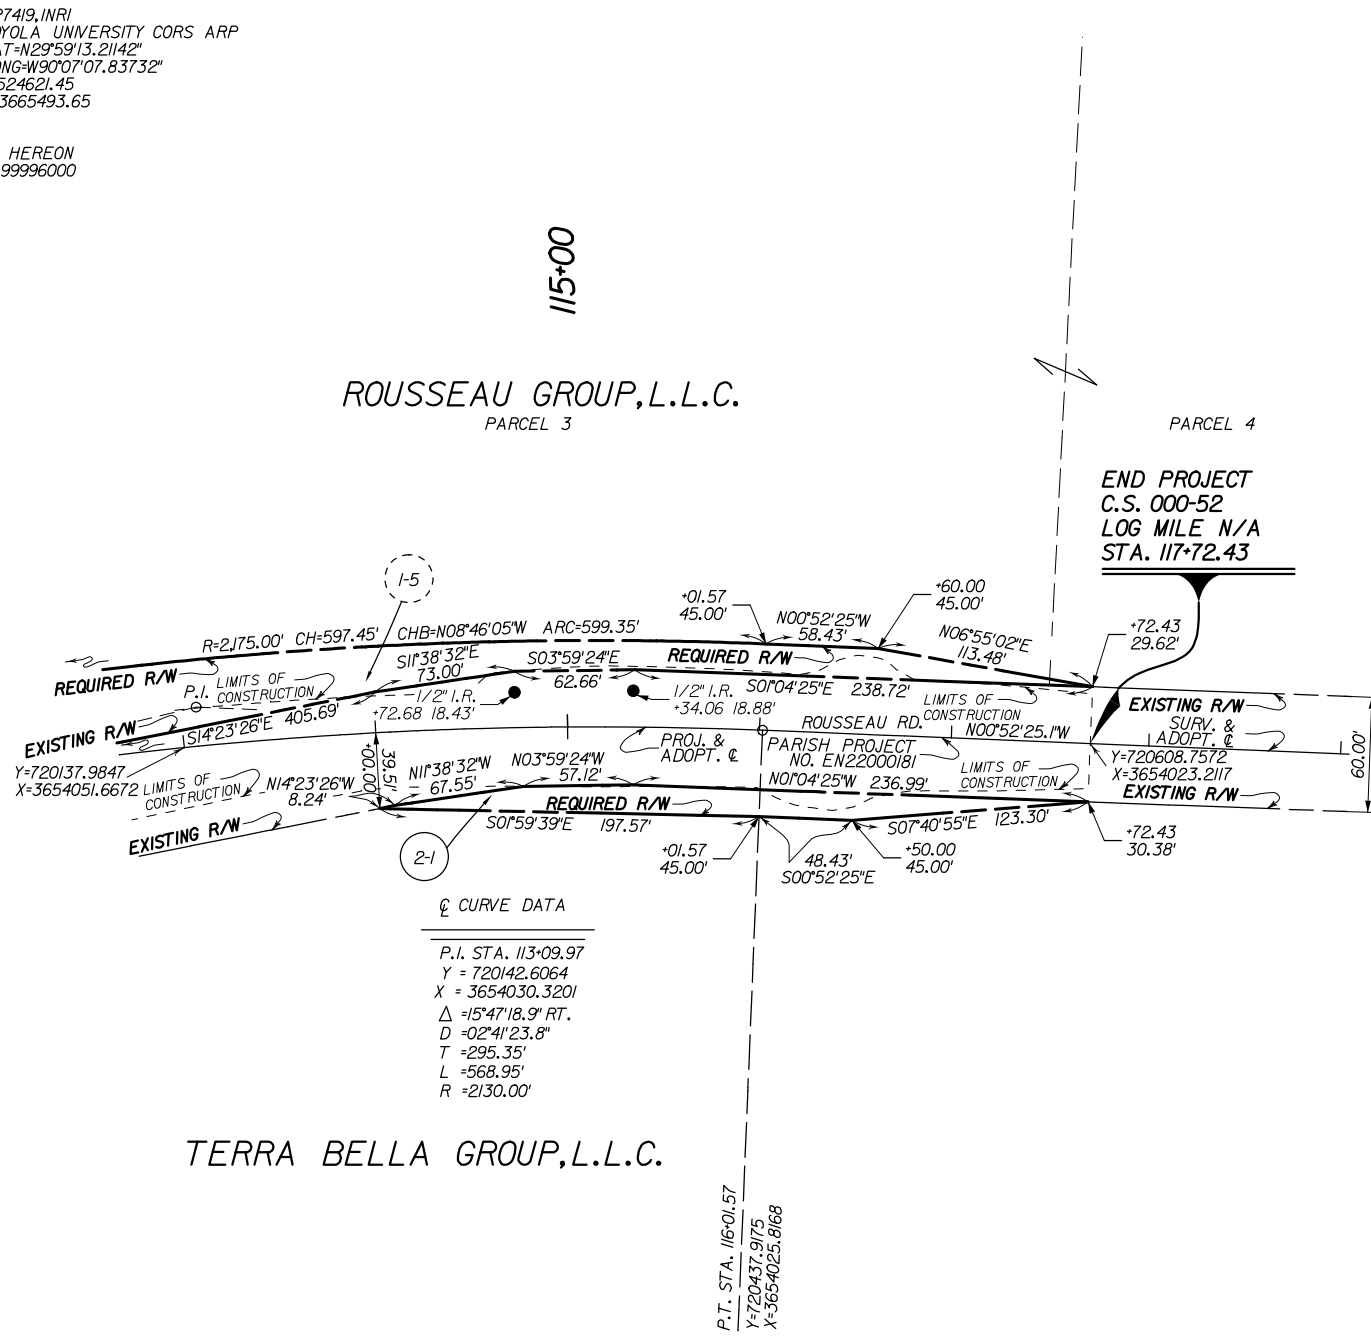 P7419, INRI
OYOLA UNIVERSITY CORS ARP
AT=N29°59'13.21142"
NG=W90°07'07.83732"
524621.45
3665493.65
HEREON
99996000
115+00
ROUSSEAU GROUP, L.L.C.
PARCEL 3
PARCEL 4
END PROJECT
C.S. 000-52
LOG MILE N/A
STA. 117+72.43
1-5
+01.57
45.00'
+60.00
45.00'
R=2,175.00' CH=597.45' CHB=N08°46'05"W ARC=599.35'
N00°52'25"W
58.43'
N06°55'02"E
113.48'
+72.43
29.62'
REQUIRED R/W
S11°38'32"E
73.00'
S03°59'24"E
62.66'
REQUIRED R/W
P.I.
LIMITS OF
CONSTRUCTION
1/2" I.R.
+72.68 18.43'
1/2" I.R.
+34.06 18.88'
S01°04'25"E 238.72'
LIMITS OF
CONSTRUCTION
EXISTING R/W
EXISTING R/W
S14°23'26"E 405.69'
ROUSSEAU RD.
N00°52'25.1"W
SURV. &
ADOPT. ℄
PROJ. &
ADOPT. ℄
PARISH PROJECT
NO. EN22000181
60.00'
Y=720137.9847
X=3654051.6672
LIMITS OF
CONSTRUCTION
N14°23'26"W
8.24'
39.51'
+00.00
N11°38'32"W
67.55'
N03°59'24"W
57.12'
N01°04'25"W 236.99'
LIMITS OF
CONSTRUCTION
Y=720608.7572
X=3654023.2117
EXISTING R/W
EXISTING R/W
REQUIRED R/W
S01°59'39"E 197.57'
S07°40'55"E 123.30'
2-1
+01.57
45.00'
48.43'
S00°52'25"E
+50.00
45.00'
+72.43
30.38'
℄ CURVE DATA
P.I. STA. 113+09.97
Y = 720142.6064
X = 3654030.3201
Δ =15°47'18.9" RT.
D =02°41'23.8"
T =295.35'
L =568.95'
R =2130.00'
TERRA BELLA GROUP, L.L.C.
P.T. STA. 116+01.57
Y=720437.9175
X=3654025.8168